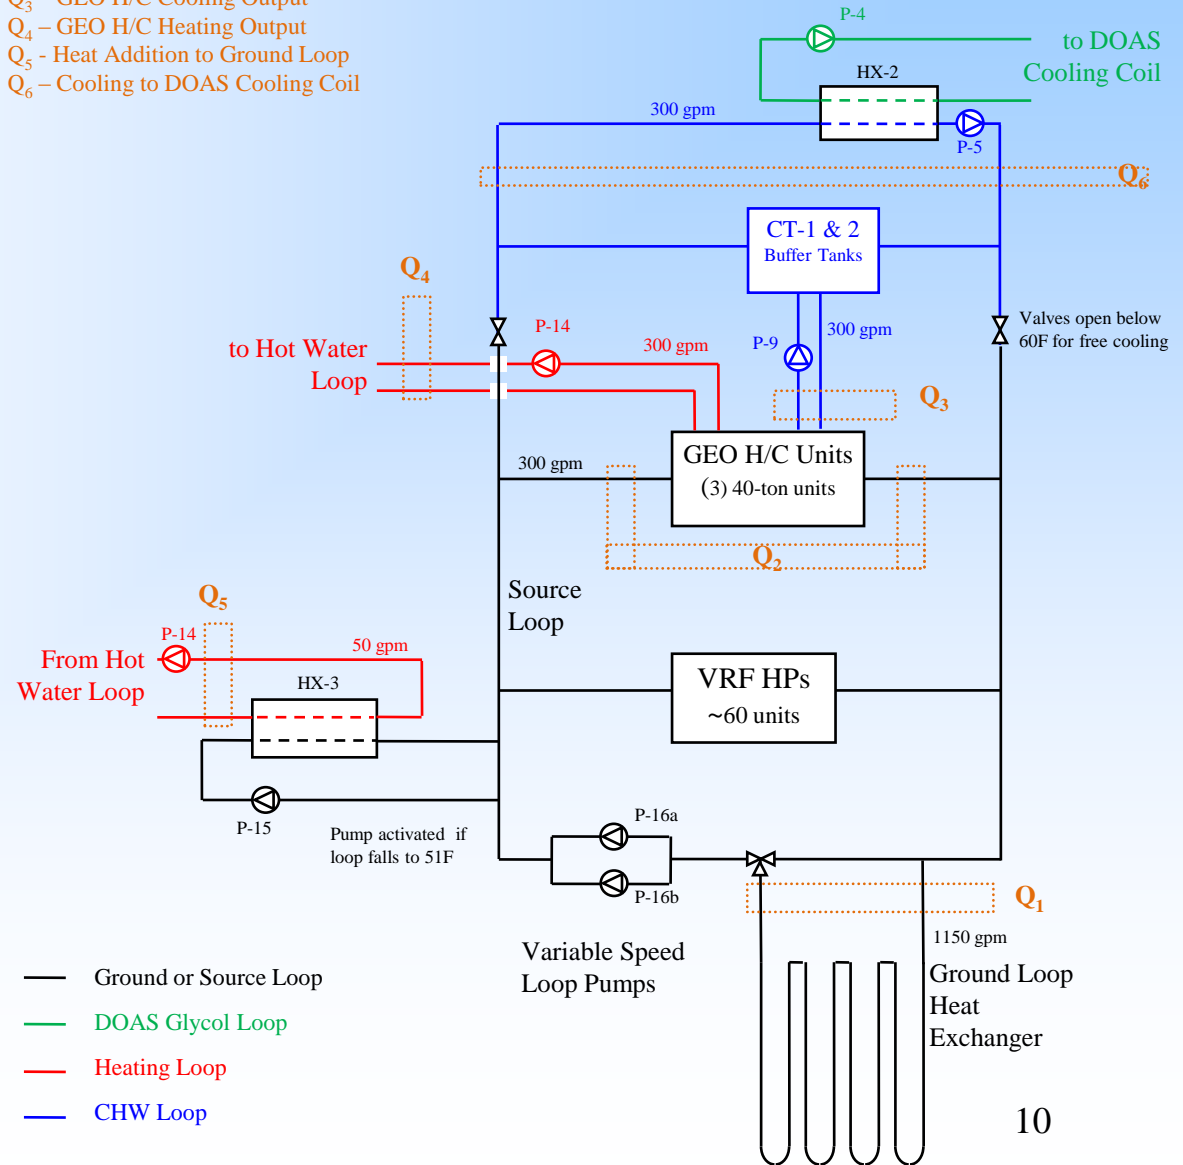 Q3 – GEO H/C Cooling Output
Q4 – GEO H/C Heating Output
Q5 - Heat Addition to Ground Loop
Q6 – Cooling to DOAS Cooling Coil
P-4
to DOAS
Cooling Coil
HX-2
300 gpm
P-5
Q6
CT-1 & 2
Buffer Tanks
Q4
P-14
300 gpm
to Hot Water
Loop
P-9
300 gpm
Valves open below
60F for free cooling
Q3
GEO H/C Units
(3) 40-ton units
300 gpm
Q2
Source
Loop
Q5
P-14
50 gpm
From Hot
Water Loop
HX-3
VRF HPs
~60 units
P-15
Pump activated if
loop falls to 51F
P-16a
P-16b
Q1
1150 gpm
Variable Speed
Loop Pumps
Ground Loop
Heat
Exchanger
Ground or Source Loop
DOAS Glycol Loop
Heating Loop
CHW Loop
10